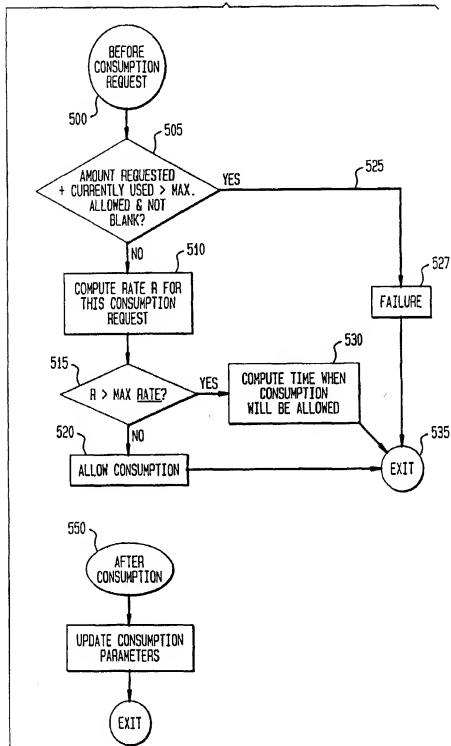 BEFORE
CONSUMPTION
REQUEST
500
505
AMOUNT REQUESTED
+ CURRENTLY USED > MAX.
ALLOWED & NOT
BLANK?
YES
525
NO
510
COMPUTE RATE R FOR
THIS CONSUMPTION
REQUEST
527
FAILURE
515
R > MAX RATE?
YES
530
COMPUTE TIME WHEN
CONSUMPTION
WILL BE ALLOWED
NO
520
ALLOW CONSUMPTION
535
EXIT
550
AFTER
CONSUMPTION
UPDATE CONSUMPTION
PARAMETERS
EXIT